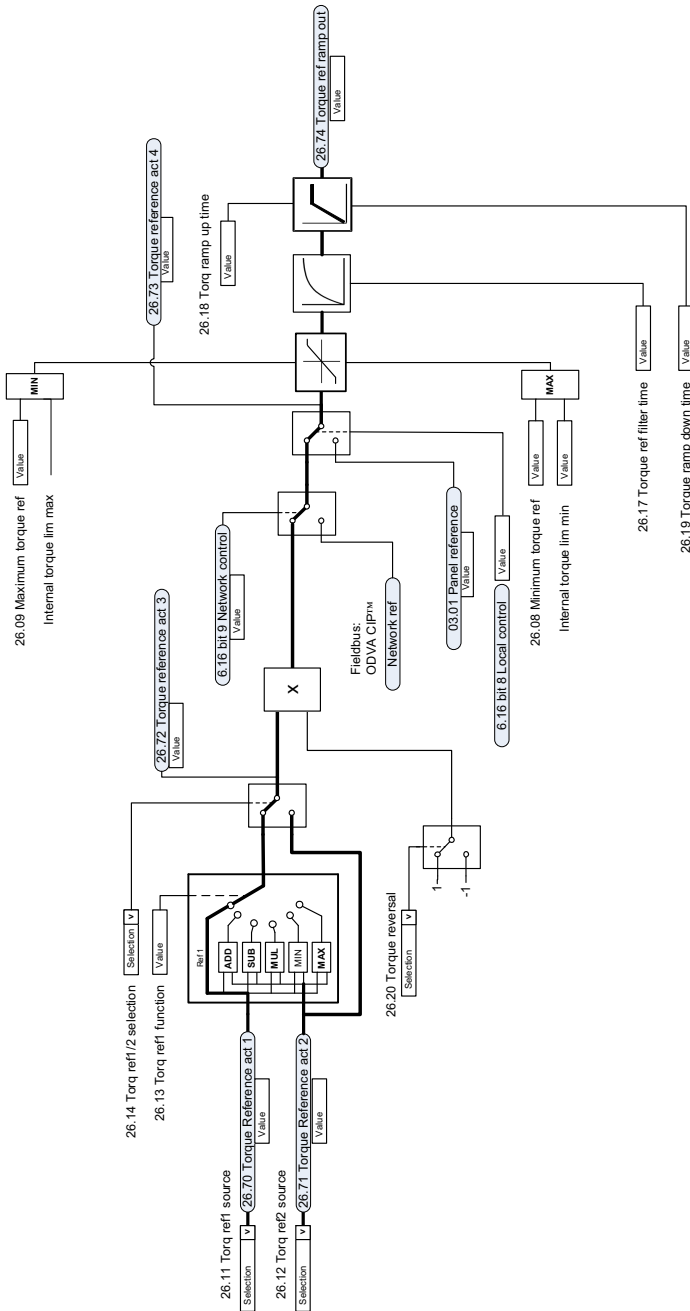 26.11 Torq ref1 source
Selection v
26.70 Torque Reference act 1
Value
26.12 Torq ref2 source
Selection v
26.71 Torque Reference act 2
Value
26.14 Torq ref1/2 selection
Selection v
26.13 Torq ref1 function
Value
Ref 1
ADD
SUB
MUL
MIN
MAX
26.20 Torque reversal
Selection v
1
-1
26.72 Torque reference act 3
Value
X
6.16 bit 9 Network control
Value
Fieldbus:
ODVA CIP™
Network ref
03.01 Panel reference
Value
6.16 bit 8 Local control
Value
26.09 Maximum torque ref
Value
Internal torque lim max
MIN
26.73 Torque reference act 4
Value
26.08 Minimum torque ref
Value
Internal torque lim min
Value
MAX
26.18 Torq ramp up time
Value
26.17 Torque ref filter time
Value
26.19 Torque ramp down time
Value
26.74 Torque ref ramp out
Value